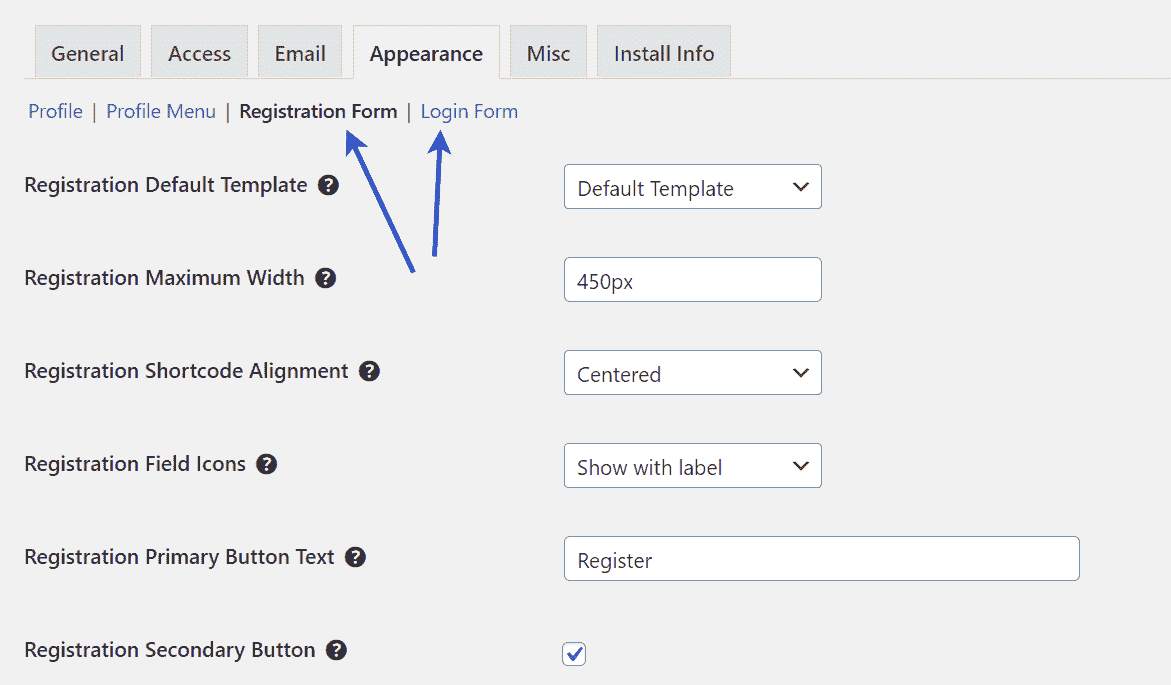 General Access Email Appearance Misc Install Info
Profile | Profile Menu | Registration Form | Login Form
Registration Default Template ? Default Template
Registration Maximum Width ? 450px
Registration Shortcode Alignment ? Centered
Registration Field Icons ? Show with label
Registration Primary Button Text ? Register
Registration Secondary Button ?